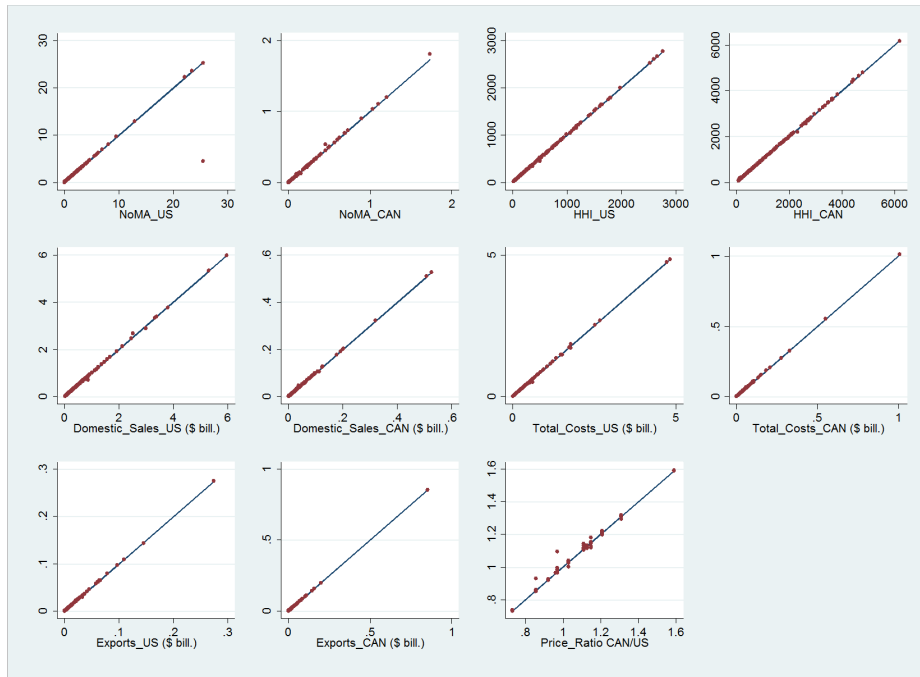 30
20
10
0
0 10 20 30
NoMA_US
2
1
0
0 1 2
NoMA_CAN
3000
2000
1000
0
0 1000 2000 3000
HHI_US
6000
4000
2000
0
0 2000 4000 6000
HHI_CAN
6
4
2
0
0 2 4 6
Domestic_Sales_US ($ bill.)
.6
.4
.2
0
0 .2 .4 .6
Domestic_Sales_CAN ($ bill.)
5
0
0 5
Total_Costs_US ($ bill.)
1
.5
0
0 .5 1
Total_Costs_CAN ($ bill.)
.3
.2
.1
0
0 .1 .2 .3
Exports_US ($ bill.)
1
.5
0
0 .5 1
Exports_CAN ($ bill.)
1.6
1.4
1.2
1
.8
.8 1 1.2 1.4 1.6
Price_Ratio CAN/US